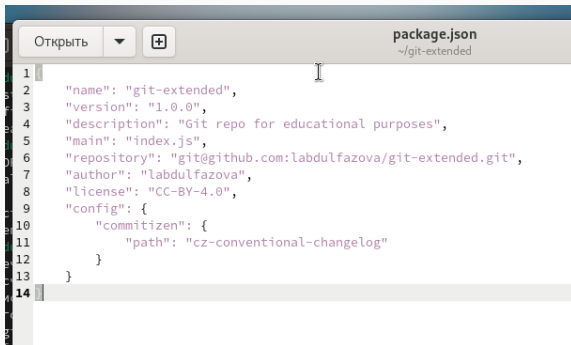 Открыть
package.json
~/git-extended
1 {
2 "name": "git-extended",
3 "version": "1.0.0",
4 "description": "Git repo for educational purposes",
5 "main": "index.js",
6 "repository": "git@github.com:labdulfazova/git-extended.git",
7 "author": "labdulfazova",
8 "license": "CC-BY-4.0",
9 "config": {
10 "commitizen": {
11 "path": "cz-conventional-changelog"
12 }
13 }
14 }